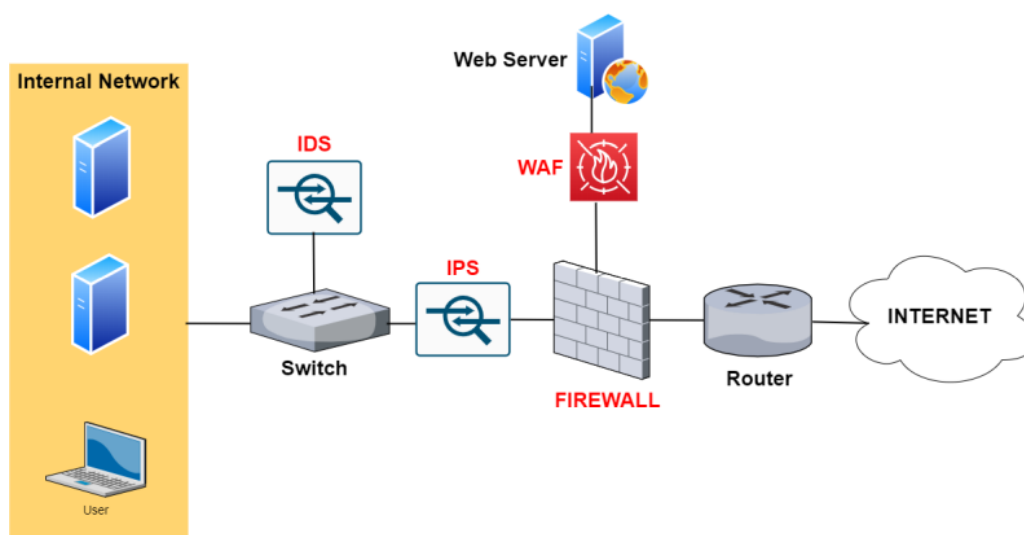 Web Server
Internal Network
IDS
WAF
IPS
INTERNET
Switch
Router
FIREWALL
User